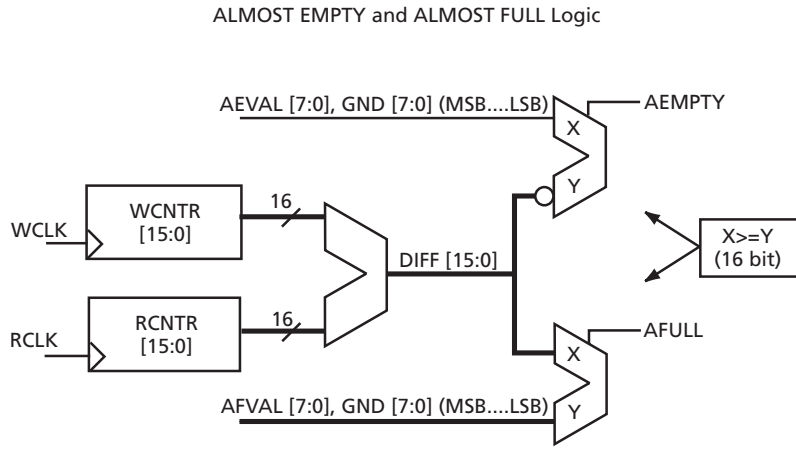 ALMOST EMPTY and ALMOST FULL Logic
AEVAL [7:0], GND [7:0] (MSB....LSB)
AEMPTY
X
Y
WCLK
WCNTR
[15:0]
16
DIFF [15:0]
X>=Y
(16 bit)
RCLK
RCNTR
[15:0]
16
AFULL
X
AFVAL [7:0], GND [7:0] (MSB....LSB)
Y